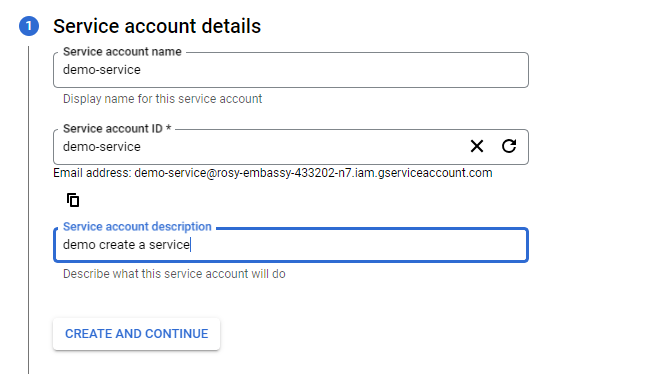 1 Service account details
Service account name
demo-service
Display name for this service account
Service account ID *
demo-service
Email address: demo-service@rosy-embassy-433202-n7.iam.gserviceaccount.com
Service account description
demo create a service
Describe what this service account will do
CREATE AND CONTINUE